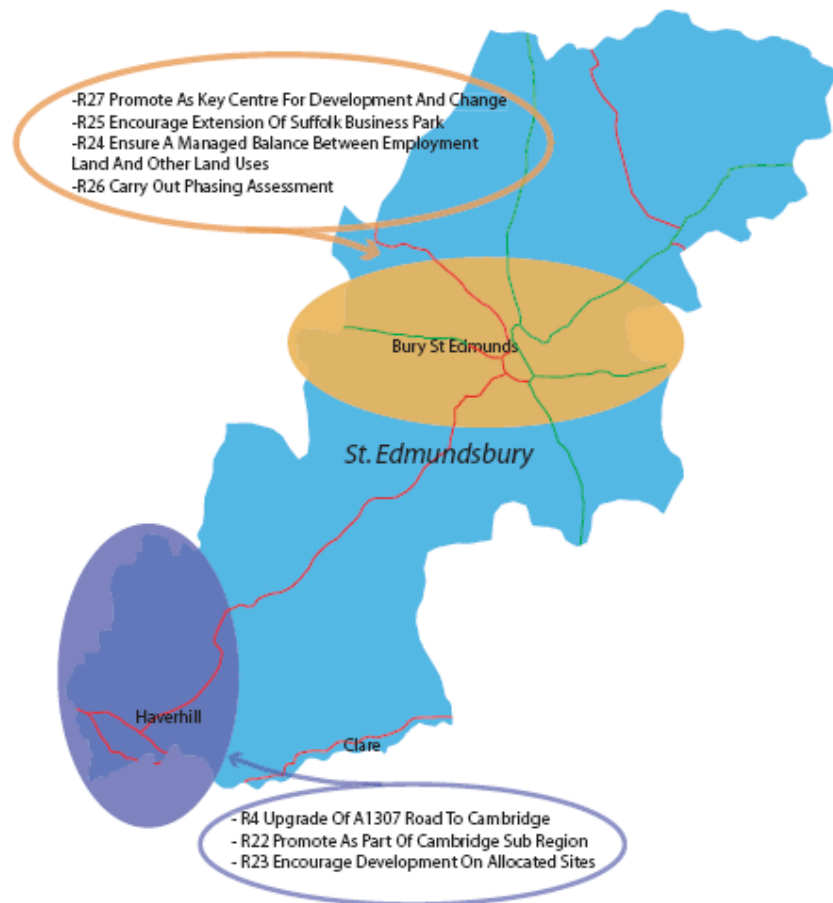 -R27 Promote As Key Centre For Development And Change
-R25 Encourage Extension Of Suffolk Business Park
-R24 Ensure A Managed Balance Between Employment
Land And Other Land Uses
-R26 Carry Out Phasing Assessment
Bury St Edmunds
St. Edmundsbury
Haverhill
Clare
- R4 Upgrade Of A1307 Road To Cambridge
- R22 Promote As Part Of Cambridge Sub Region
- R23 Encourage Development On Allocated Sites